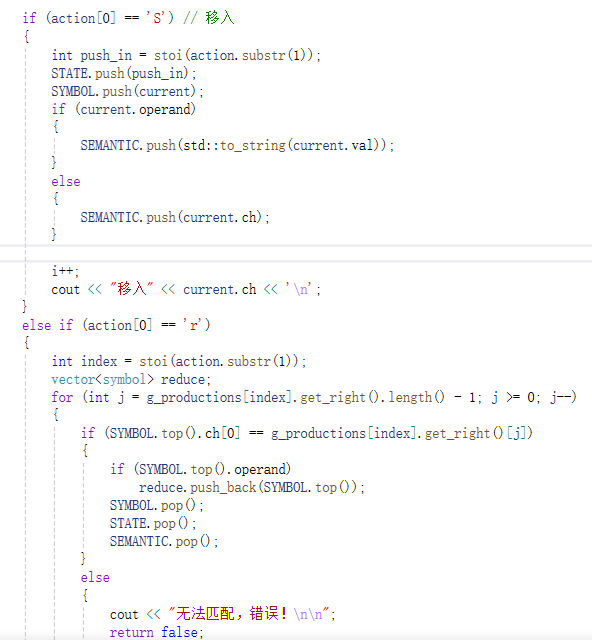 if (action[0] == 'S') // 移入
{
int push_in = stoi(action.substr(1));
STATE.push(push_in);
SYMBOL.push(current);
if (current.operand)
{
SEMANTIC.push(std::to_string(current.val));
}
else
{
SEMANTIC.push(current.ch);
}
i++;
cout << "移入" << current.ch << '\n';
}
else if (action[0] == 'r')
{
int index = stoi(action.substr(1));
vector<symbol> reduce;
for (int j = g_productions[index].get_right().length() - 1; j >= 0; j--)
{
if (SYMBOL.top().ch[0] == g_productions[index].get_right()[j])
{
if (SYMBOL.top().operand)
reduce.push_back(SYMBOL.top());
SYMBOL.pop();
STATE.pop();
SEMANTIC.pop();
}
else
{
cout << "无法匹配，错误！\n\n";
return false;